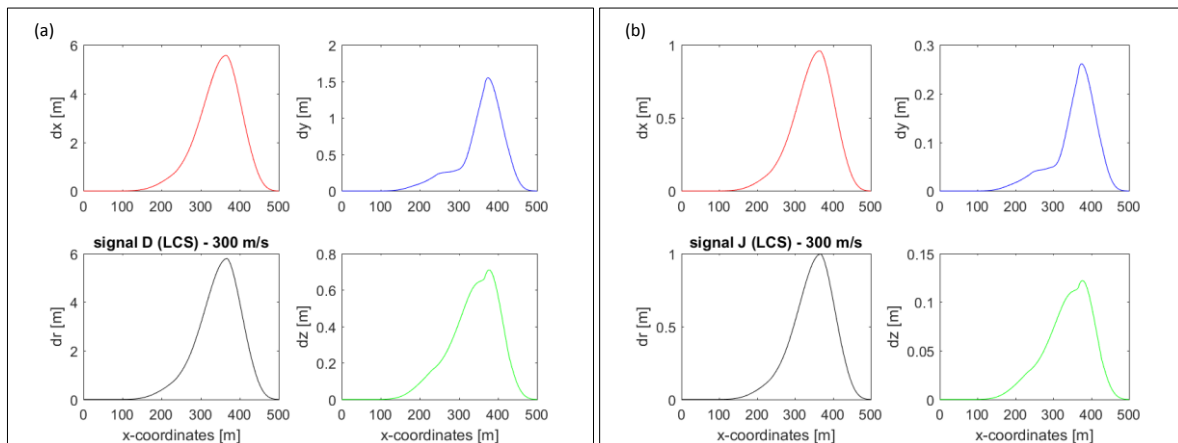 (a)
dx [m]
6
4
2
0
0 100 200 300 400 500
dy [m]
2
1.5
1
0.5
0
0 100 200 300 400 500
signal D (LCS) - 300 m/s
dr [m]
6
4
2
0
0 100 200 300 400 500
x-coordinates [m]
dz [m]
0.8
0.6
0.4
0.2
0
0 100 200 300 400 500
x-coordinates [m]
(b)
dx [m]
1
0.5
0
0 100 200 300 400 500
dy [m]
0.3
0.2
0.1
0
0 100 200 300 400 500
signal J (LCS) - 300 m/s
dr [m]
1
0.5
0
0 100 200 300 400 500
x-coordinates [m]
dz [m]
0.15
0.1
0.05
0
0 100 200 300 400 500
x-coordinates [m]